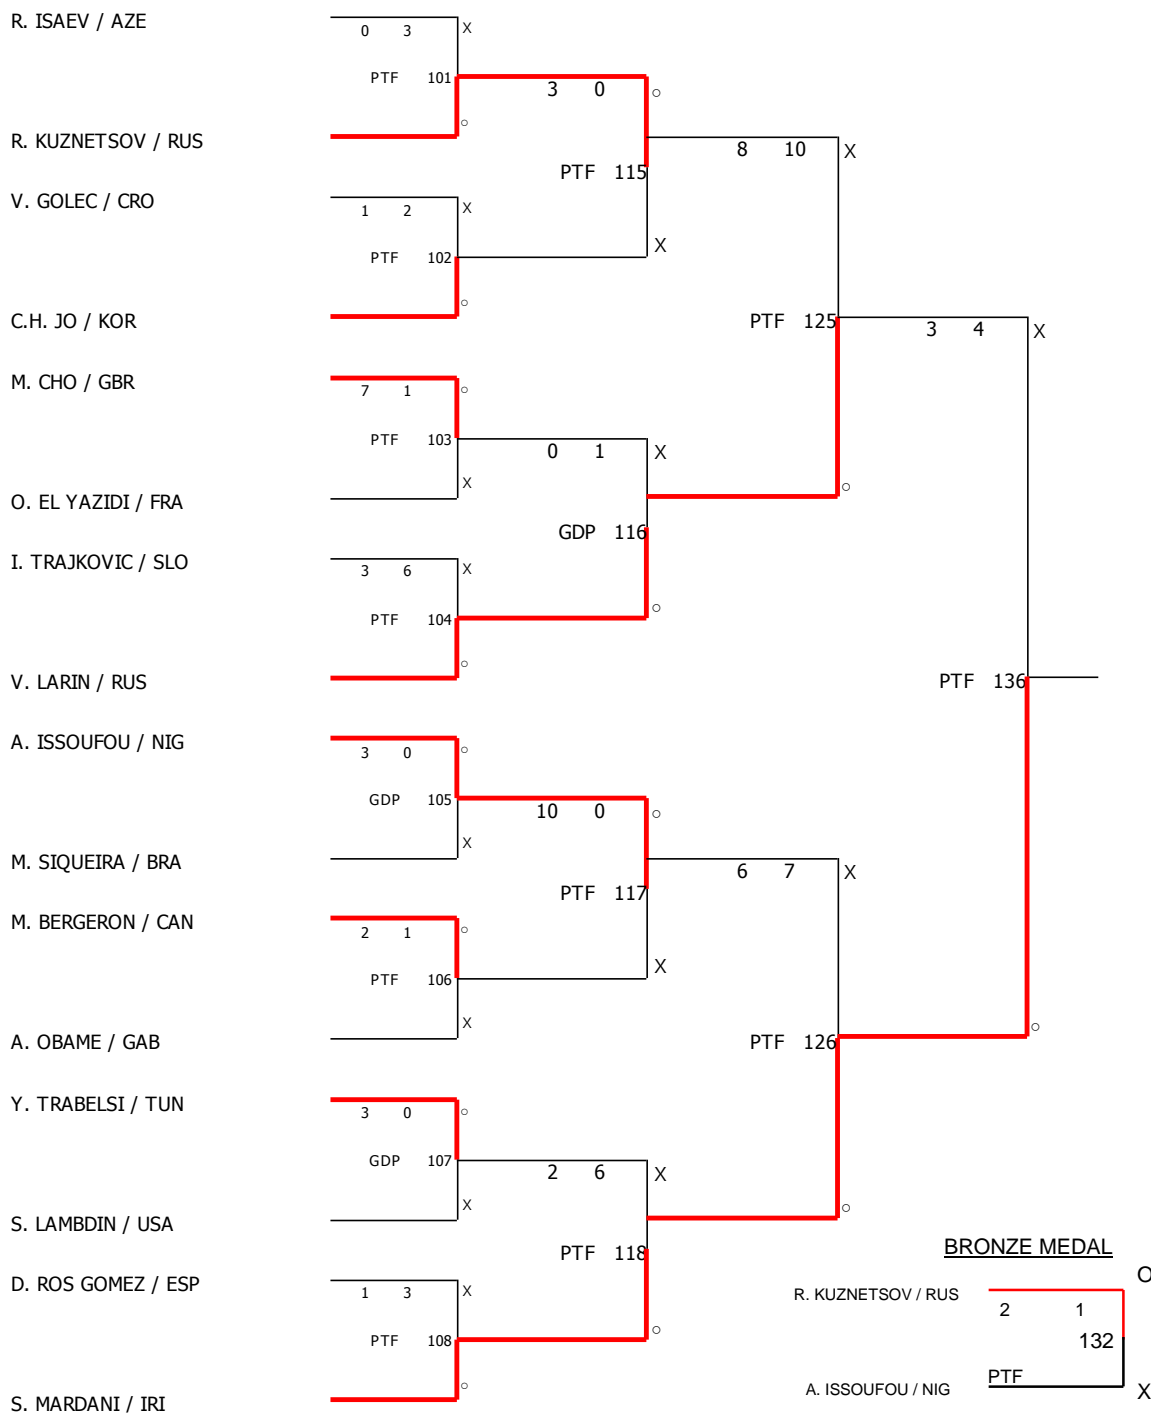 R. ISAEV / AZE
0 3 X
PTF 101
3 0 O
O
R. KUZNETSOV / RUS
8 10 X
PTF 115
V. GOLEC / CRO
1 2 X
X
PTF 102
O
C.H. JO / KOR
PTF 125
3 4 X
M. CHO / GBR
7 1 O
PTF 103
0 1 X
X
O
O. EL YAZIDI / FRA
GDP 116
I. TRAJKOVIC / SLO
3 6 X
O
PTF 104
O
V. LARIN / RUS
PTF 136
A. ISSOUFOU / NIG
3 0 O
GDP 105
10 0 O
X
M. SIQUEIRA / BRA
6 7 X
PTF 117
M. BERGERON / CAN
2 1 O
X
PTF 106
X
O
A. OBAME / GAB
PTF 126
Y. TRABELSI / TUN
3 0 O
GDP 107
2 6 X
X
O
S. LAMBDIN / USA
BRONZE MEDAL
PTF 118
D. ROS GOMEZ / ESP
1 3 X
R. KUZNETSOV / RUS
O
2 1
O
PTF 108
132
PTF
O
A. ISSOUFOU / NIG
X
S. MARDANI / IRI